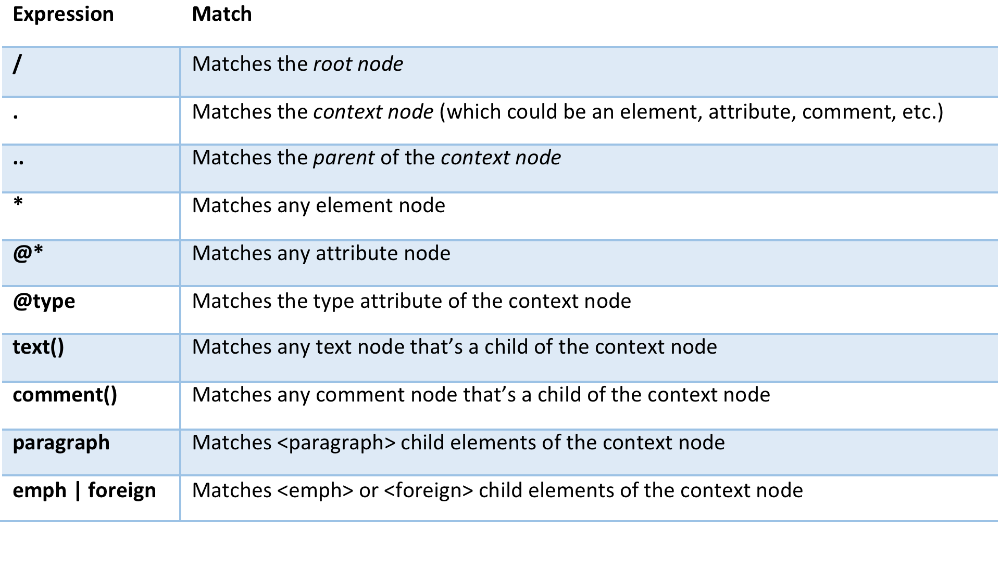 Expression Match
/ Matches the root node
. Matches the context node (which could be an element, attribute, comment, etc.)
.. Matches the parent of the context node
* Matches any element node
@* Matches any attribute node
@type Matches the type attribute of the context node
text() Matches any text node that’s a child of the context node
comment() Matches any comment node that’s a child of the context node
paragraph Matches <paragraph> child elements of the context node
emph | foreign Matches <emph> or <foreign> child elements of the context node